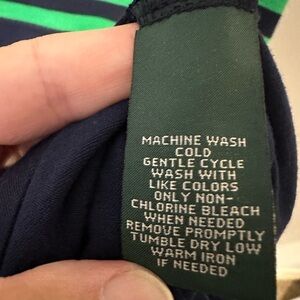 MACHINE WASH
COLD
GENTLE CYCLE
WASH WITH
LIKE COLORS
ONLY NON-
CHLORINE BLEACH
WHEN NEEDED
REMOVE PROMPTLY
TUMBLE DRY LOW
WARM IRON
IF NEEDED